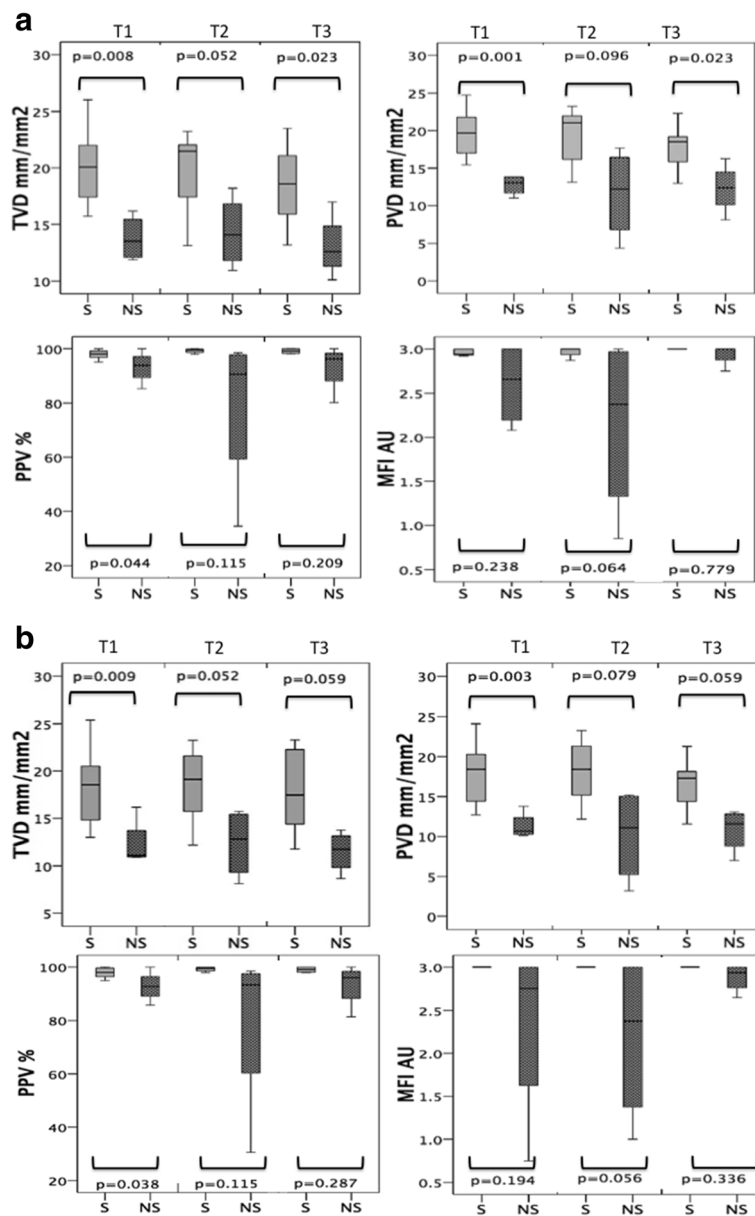 a
T1 T2 T3
p=0.008 p=0.052 p=0.023
TVD mm/mm2
30
25
20
15
10
S NS S NS S NS
T1 T2 T3
p=0.001 p=0.096 p=0.023
PVD mm/mm2
30
25
20
15
10
5
0
S NS S NS S NS
PPV %
100
80
60
40
20
p=0.044 p=0.115 p=0.209
S NS S NS S NS
MFI AU
3.0
2.5
2.0
1.5
1.0
0.5
p=0.238 p=0.064 p=0.779
S NS S NS S NS
b
T1 T2 T3
p=0.009 p=0.052 p=0.059
TVD mm/mm2
30
25
20
15
10
5
S NS S NS S NS
T1 T2 T3
p=0.003 p=0.079 p=0.059
PVD mm/mm2
30
25
20
15
10
5
0
S NS S NS S NS
PPV %
100
80
60
40
20
p=0.038 p=0.115 p=0.287
S NS S NS S NS
MFI AU
3.0
2.5
2.0
1.5
1.0
0.5
p=0.194 p=0.056 p=0.336
S NS S NS S NS